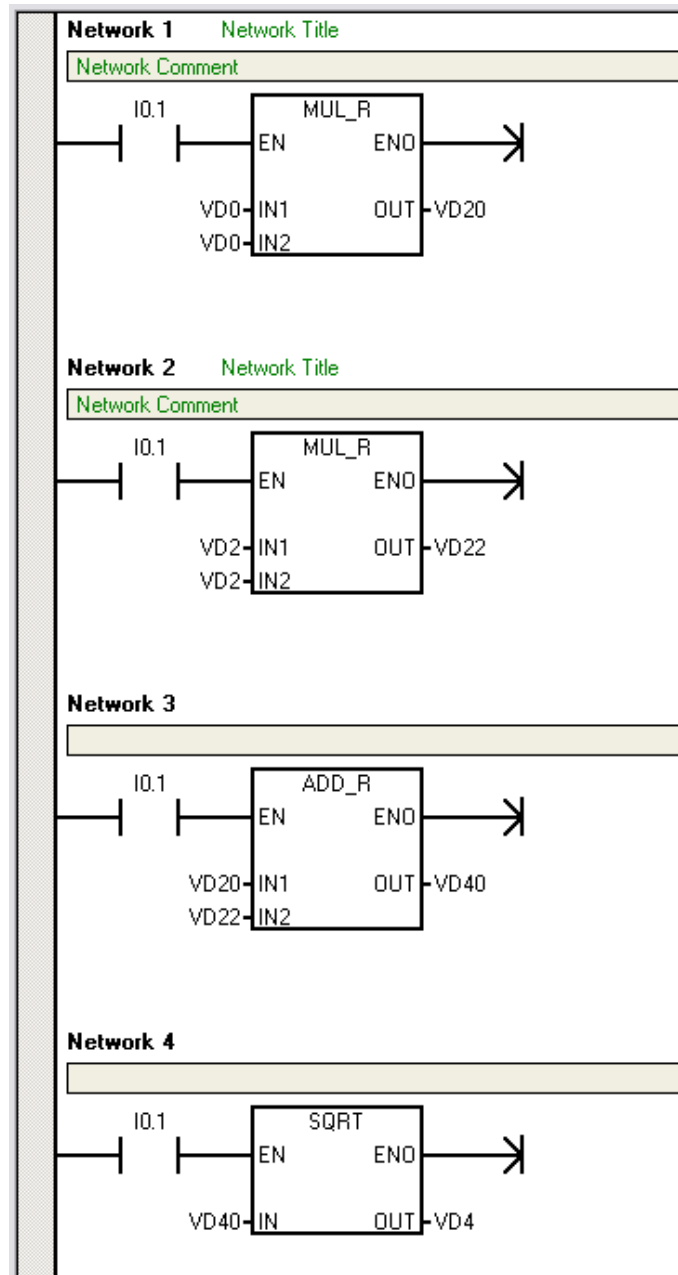 Network 1 Network Title
Network Comment
I0.1 MUL_R
EN ENO
VD0 IN1 OUT VD20
VD0 IN2
Network 2 Network Title
Network Comment
I0.1 MUL_R
EN ENO
VD2 IN1 OUT VD22
VD2 IN2
Network 3
I0.1 ADD_R
EN ENO
VD20 IN1 OUT VD40
VD22 IN2
Network 4
I0.1 SQRT
EN ENO
VD40 IN OUT VD4